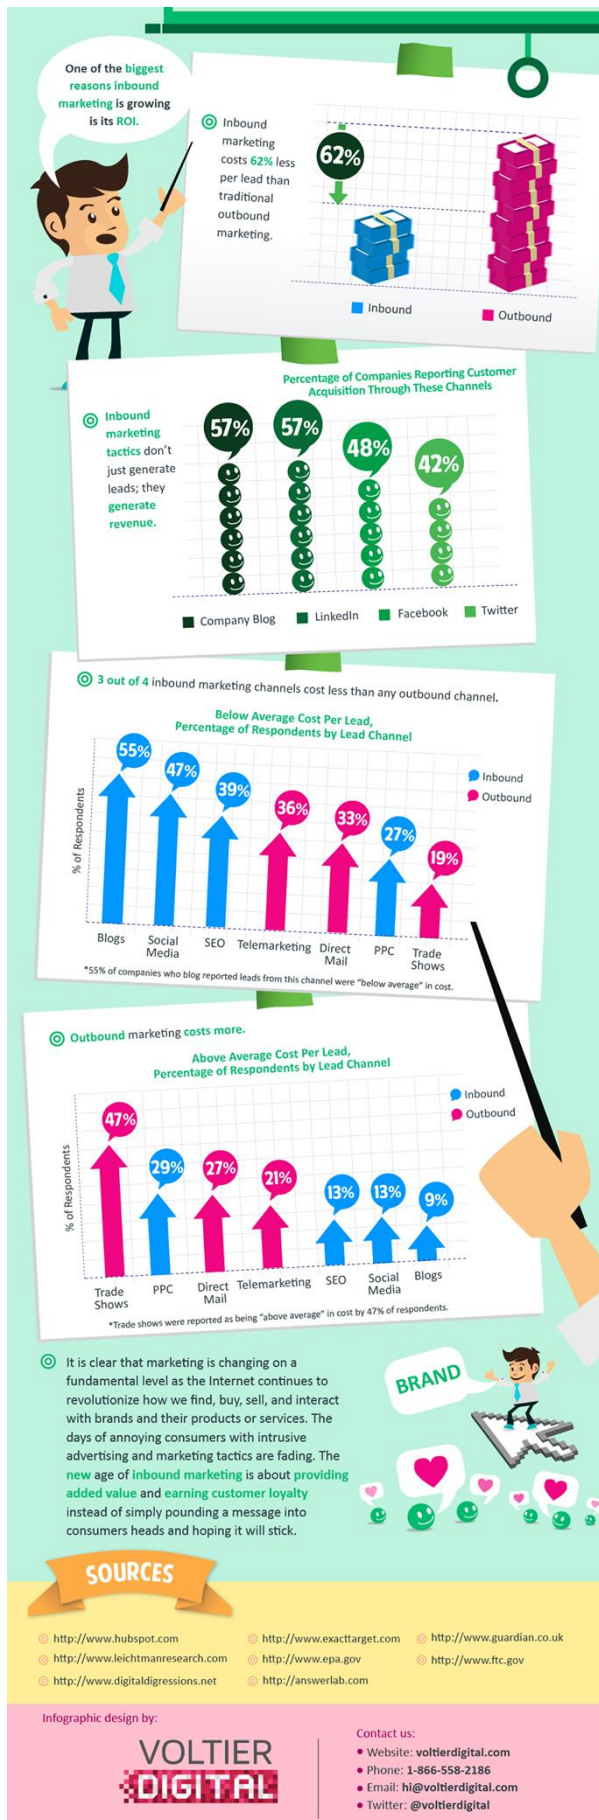 One of the biggest
reasons inbound
marketing is growing
is its ROI.
Inbound
marketing
costs 62% less
per lead than
traditional
outbound
marketing.
62%
Inbound
Outbound
Percentage of Companies Reporting Customer
Acquisition Through These Channels
Inbound
marketing
tactics don't
just generate
leads; they
generate
revenue.
57%
57%
48%
42%
Company Blog
LinkedIn
Facebook
Twitter
3 out of 4 inbound marketing channels cost less than any outbound channel.
Below Average Cost Per Lead,
Percentage of Respondents by Lead Channel
Inbound
Outbound
% of Respondents
55%
47%
39%
36%
33%
27%
19%
Blogs
Social
Media
SEO
Telemarketing
Direct
Mail
PPC
Trade
Shows
*55% of companies who blog reported leads from this channel were "below average" in cost.
Outbound marketing costs more.
Above Average Cost Per Lead,
Percentage of Respondents by Lead Channel
Inbound
Outbound
% of Respondents
47%
29%
27%
21%
13%
13%
9%
Trade
Shows
PPC
Direct
Mail
Telemarketing
SEO
Social
Media
Blogs
*Trade shows were reported as being "above average" in cost by 47% of respondents.
It is clear that marketing is changing on a
fundamental level as the Internet continues to
revolutionize how we find, buy, sell, and interact
with brands and their products or services. The
days of annoying consumers with intrusive
advertising and marketing tactics are fading. The
new age of inbound marketing is about providing
added value and earning customer loyalty
instead of simply pounding a message into
consumers heads and hoping it will stick.
BRAND
SOURCES
http://www.hubspot.com
http://www.leichtmanresearch.com
http://www.digitaldigressions.net
http://www.exacttarget.com
http://www.epa.gov
http://answerlab.com
http://www.guardian.co.uk
http://www.ftc.gov
Infographic design by:
VOLTIER
DIGITAL
Contact us:
Website: voltierdigital.com
Phone: 1-866-558-2186
Email: hi@voltierdigital.com
Twitter: @voltierdigital